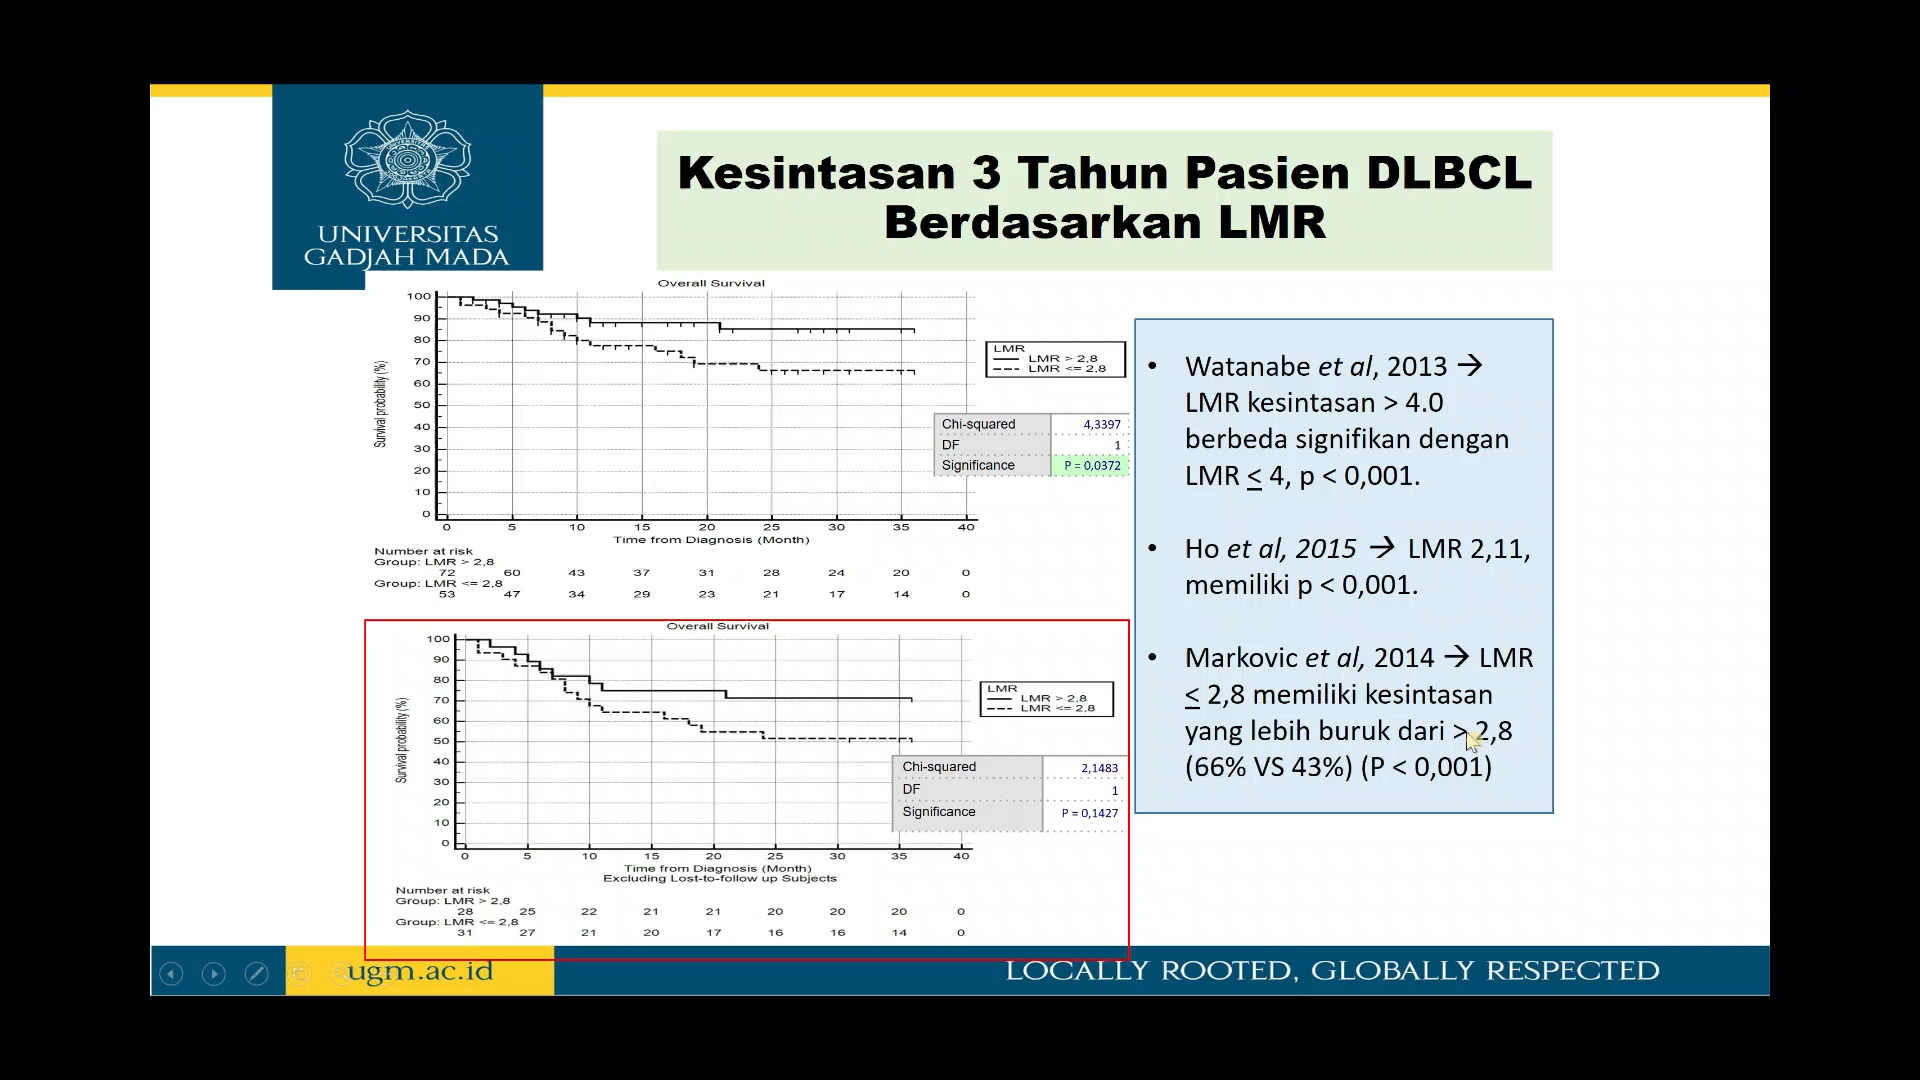 UNIVERSITAS
GADJAH MADA
Kesintasan 3 Tahun Pasien DLBCL
Berdasarkan LMR
Overall Survival
100
90
80
70
60
50
40
30
20
10
0
Survival probability (%)
0 5 10 15 20 25 30 35 40
Time from Diagnosis (Month)
LMR
LMR > 2,8
LMR <= 2,8
Chi-squared 4,3397
DF 1
Significance P = 0,0372
Number at risk
Group: LMR > 2,8
72 60 43 37 31 28 24 20 0
Group: LMR <= 2,8
53 47 34 29 23 21 17 14 0
Overall Survival
100
90
80
70
60
50
40
30
20
10
0
Survival probability (%)
0 5 10 15 20 25 30 35 40
Time from Diagnosis (Month)
Excluding Lost-to-follow up Subjects
LMR
LMR > 2,8
LMR <= 2,8
Chi-squared 2,1483
DF 1
Significance P = 0,1427
Number at risk
Group: LMR > 2,8
28 25 22 21 21 20 20 20 0
Group: LMR <= 2,8
31 27 21 20 17 16 16 14 0
• Watanabe et al, 2013 →
LMR kesintasan > 4.0
berbeda signifikan dengan
LMR < 4, p < 0,001.
• Ho et al, 2015 → LMR 2,11,
memiliki p < 0,001.
• Markovic et al, 2014 → LMR
< 2,8 memiliki kesintasan
yang lebih buruk dari > 2,8
(66% VS 43%) (P < 0,001)
ugm.ac.id
LOCALLY ROOTED, GLOBALLY RESPECTED